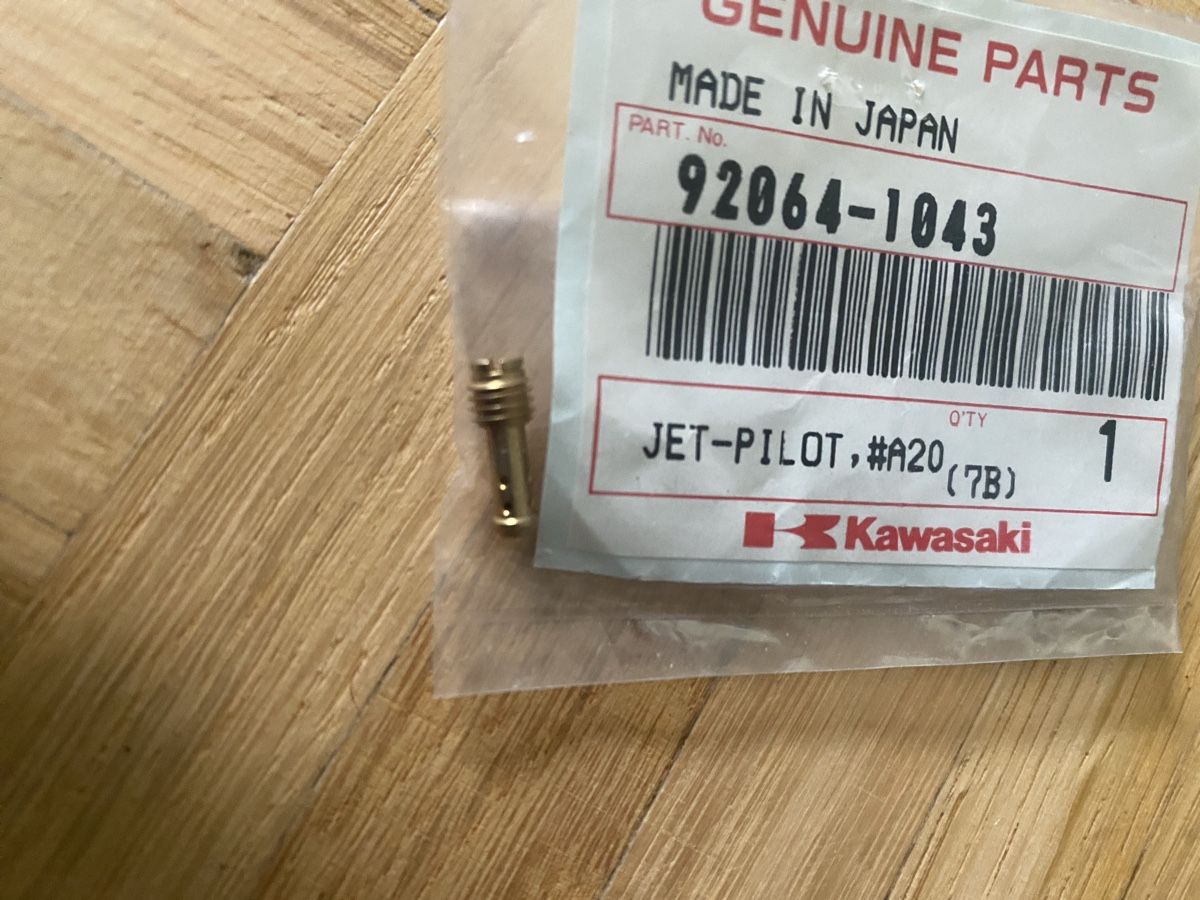 GENUINE PARTS
MADE IN JAPAN
PART. No.
92064-1043
Q'TY
JET-PILOT,#A20 (7B) 1
Kawasaki